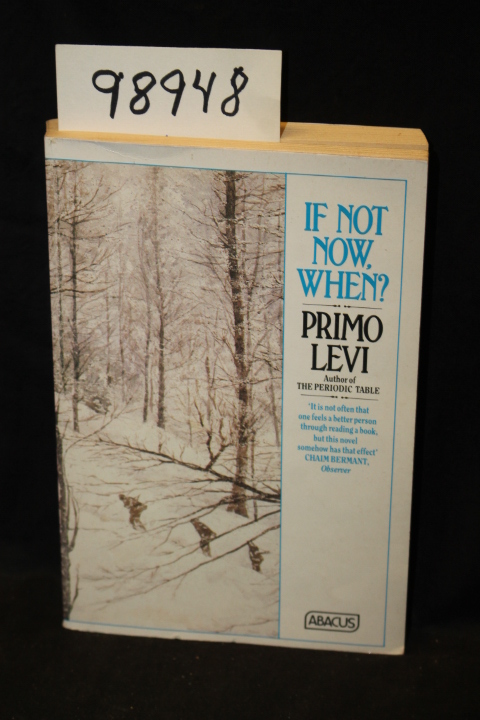 98948
IF NOT
NOW,
WHEN?
PRIMO
LEVI
Author of
THE PERIODIC TABLE
'It is not often that
one feels a better person
through reading a book,
but this novel
somehow has that effect'
CHAIM BERMANT,
Observer
ABACUS